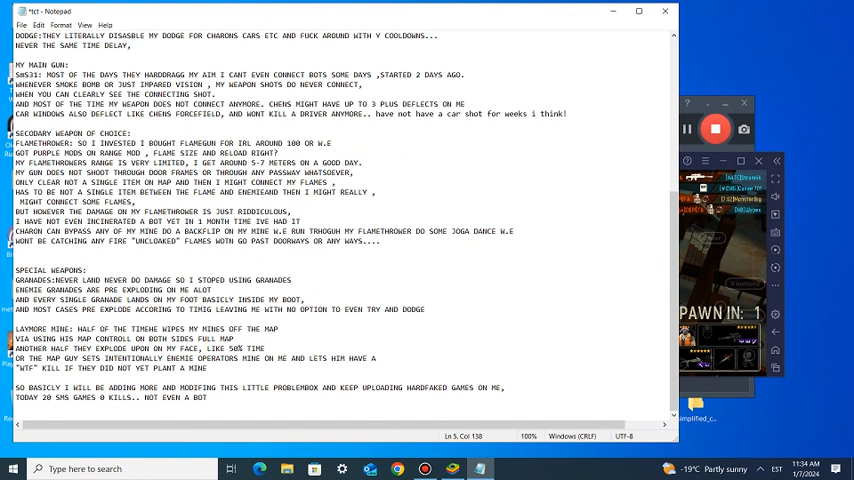 *tct - Notepad
File Edit Format View Help
DODGE:THEY LITERALLY DISASBLE MY DODGE FOR CHARONS CARS ETC AND FUCK AROUND WITH Y COOLDOWNS...
NEVER THE SAME TIME DELAY,
MY MAIN GUN:
SmS31: MOST OF THE DAYS THEY HARDDRAGG MY AIM I CANT EVEN CONNECT BOTS SOME DAYS ,STARTED 2 DAYS AGO.
WHENEVER SMOKE BOMB OR JUST IMPARED VISION , MY WEAPON SHOTS DO NEVER CONNECT,
WHEN YOU CAN CLEARLY SEE THE CONNECTING SHOT.
AND MOST OF THE TIME MY WEAPON DOES NOT CONNECT ANYMORE. CHENS MIGHT HAVE UP TO 3 PLUS DEFLECTS ON ME
CAR WINDOWS ALSO DEFLECT LIKE CHENS FORCEFIELD, AND WONT KILL A DRIVER ANYMORE.. have not have a car shot for weeks i think!
SECODARY WEAPON OF CHOICE:
FLAMETHROWER: SO I INVESTED I BOUGHT FLAMEGUN FOR IRL AROUND 100 OR W.E
GOT PURPLE MODS ON RANGE MOD , FLAME SIZE AND RELOAD RIGHT?
MY FLAMETHROWERS RANGE IS VERY LIMITED, I GET AROUND 5-7 METERS ON A GOOD DAY.
MY GUN DOES NOT SHOOT THROUGH DOOR FRAMES OR THROUGH ANY PASSWAY WHATSOEVER,
ONLY CLEAR NOT A SINGLE ITEM ON MAP AND THEN I MIGHT CONNECT MY FLAMES ,
HAS TO BE NOT A SINGLE ITEM BETWEEN THE FLAME AND ENEMIEAND THEN I MIGHT REALLY ,
MIGHT CONNECT SOME FLAMES,
BUT HOWEVER THE DAMAGE ON MY FLAMETHROWER IS JUST RIDDICULOUS,
I HAVE NOT EVEN INCINERATED A BOT YET IN 1 MONTH TIME IVE HAD IT
CHARON CAN BYPASS ANY OF MY MINE DO A BACKFLIP ON MY MINE W.E RUN TRHOGUH MY FLAMETHROWER DO SOME JOGA DANCE W.E
WONT BE CATCHING ANY FIRE "UNCLOAKED" FLAMES WOTN GO PAST DOORWAYS OR ANY WAYS....
SPECIAL WEAPONS:
GRANADES:NEVER LAND NEVER DO DAMAGE SO I STOPED USING GRANADES
ENEMIE GRANADES ARE PRE EXPLODING ON ME ALOT
AND EVERY SINGLE GRANADE LANDS ON MY FOOT BASICLY INSIDE MY BOOT,
AND MOST CASES PRE EXPLODE ACCORING TO TIMIG LEAVING ME WITH NO OPTION TO EVEN TRY AND DODGE
LAYMORE MINE: HALF OF THE TIMEHE WIPES MY MINES OFF THE MAP
VIA USING HIS MAP CONTROLL ON BOTH SIDES FULL MAP
ANOTHER HALF THEY EXPLODE UPON MY FACE, LIKE 50% TIME
OR THE MAP GUY SETS INTENTIONALLY ENEMIE OPERATORS MINE ON ME AND LETS HIM HAVE A
"WTF" KILL IF THEY DID NOT YET PLANT A MINE
SO BASICLY I WILL BE ADDING MORE AND MODIFING THIS LITTLE PROBLEMBOX AND KEEP UPLOADING HARDFAKED GAMES ON ME,
TODAY 20 SMS GAMES 0 KILLS.. NOT EVEN A BOT
Ln 5, Col 138 100% Windows (CRLF) UTF-8
PAWN IN: 1
simplified_c...
Type here to search
-19°C Partly sunny
EST
11:34 AM
1/7/2024